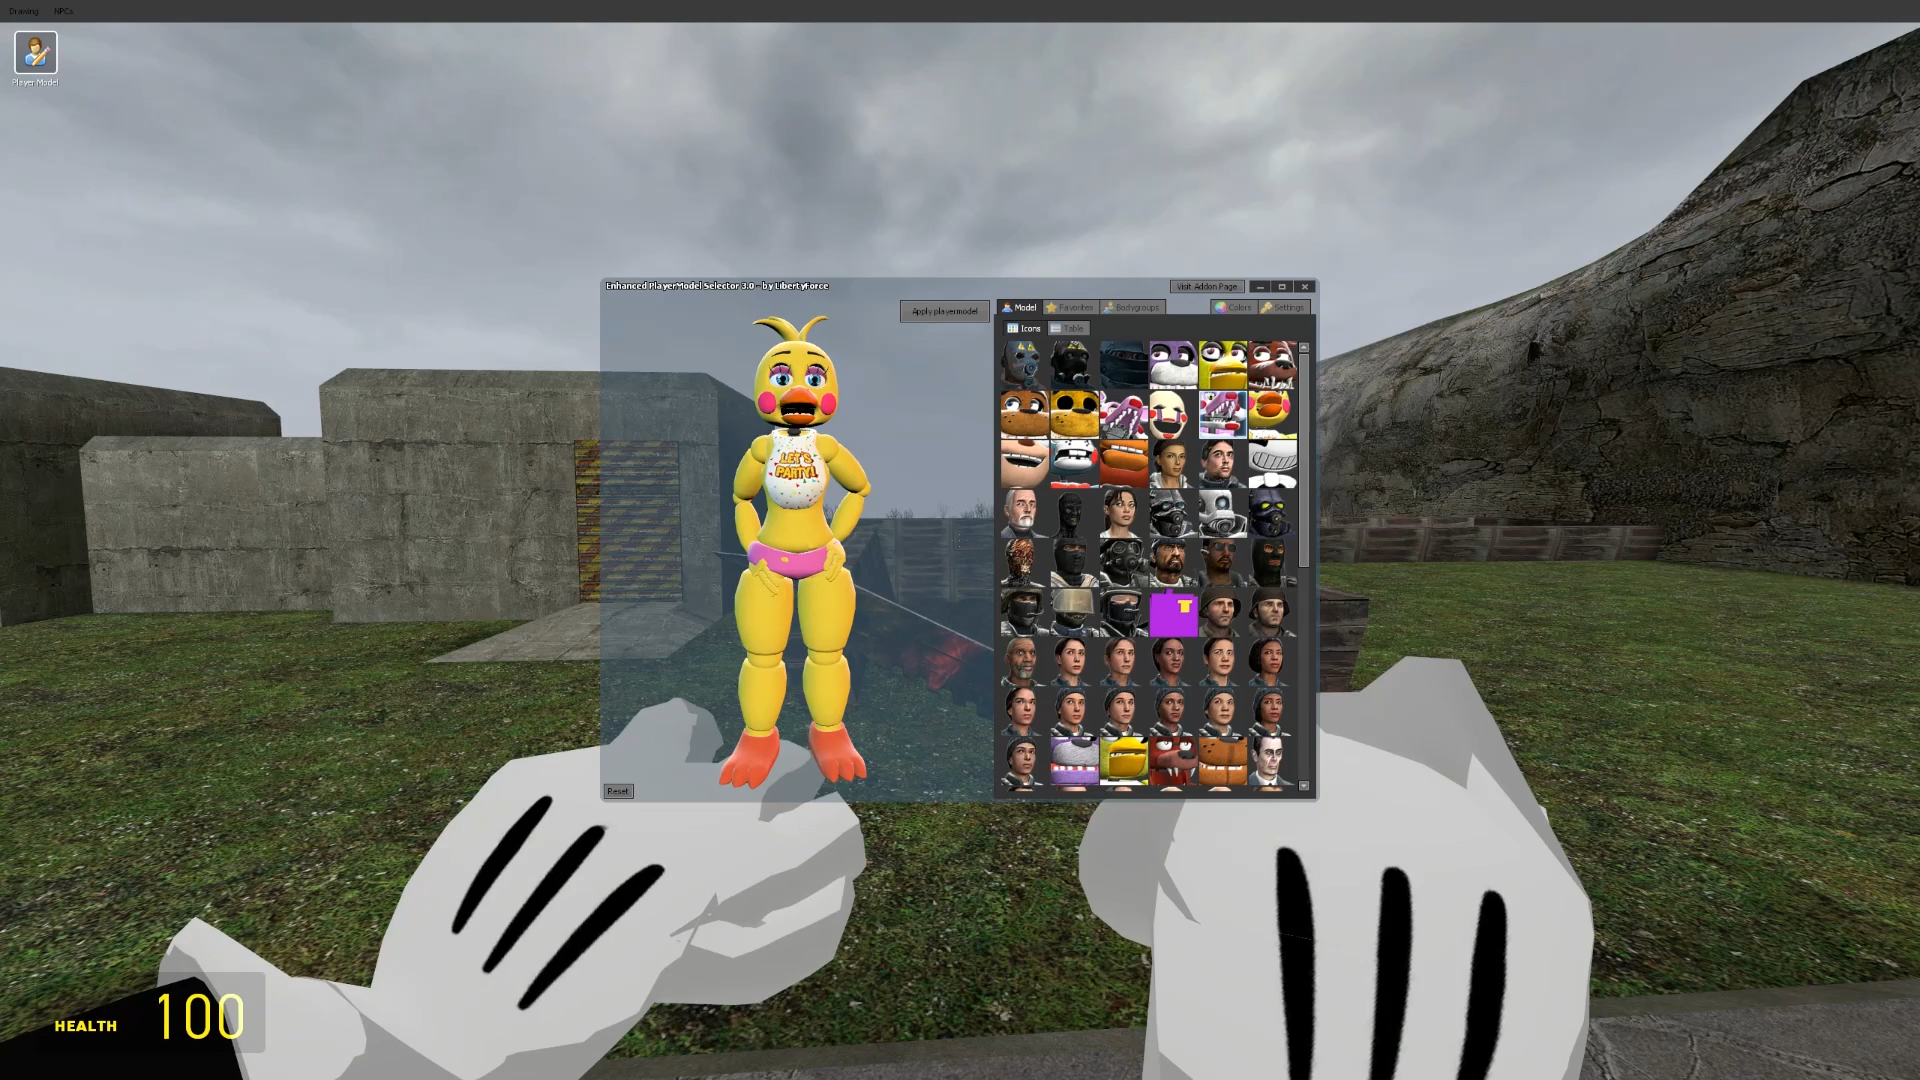 Drawing NPCs
Player Model
Enhanced PlayerModel Selector 3.0 - by LibertyForce
Visit Addon Page
Apply playermodel
Model Favorites Bodygroups Colors Settings
Icons Table
LET'S
PARTY!
Reset
HEALTH 100